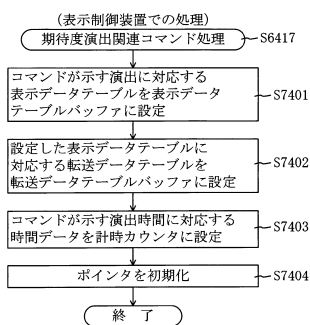 (表示制御装置での処理)
期待度演出関連コマンド処理
S6417
コマンドが示す演出に対応する
表示データテーブルを表示データ
テーブルバッファに設定
S7401
設定した表示データテーブルに
対応する転送データテーブルを
転送データテーブルバッファに設定
S7402
コマンドが示す演出時間に対応する
時間データを計時カウンタに設定
S7403
ポインタを初期化
S7404
終 了